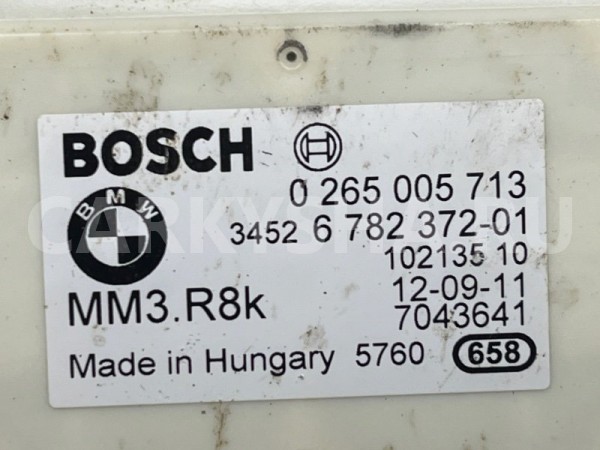 BOSCH
0 265 005 713
BMW
3452 6 782 372-01
102135 10
MM3.R8k
12-09-11
7043641
Made in Hungary 5760 658